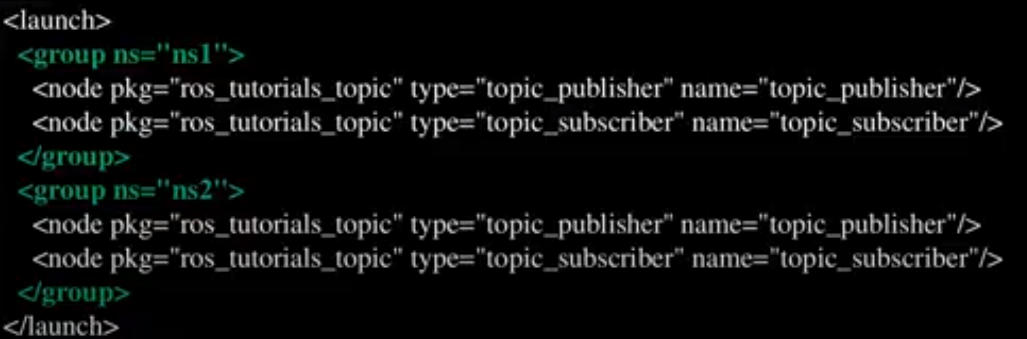 <launch>
<group ns="ns1">
<node pkg="ros_tutorials_topic" type="topic_publisher" name="topic_publisher"/>
<node pkg="ros_tutorials_topic" type="topic_subscriber" name="topic_subscriber"/>
</group>
<group ns="ns2">
<node pkg="ros_tutorials_topic" type="topic_publisher" name="topic_publisher"/>
<node pkg="ros_tutorials_topic" type="topic_subscriber" name="topic_subscriber"/>
</group>
</launch>